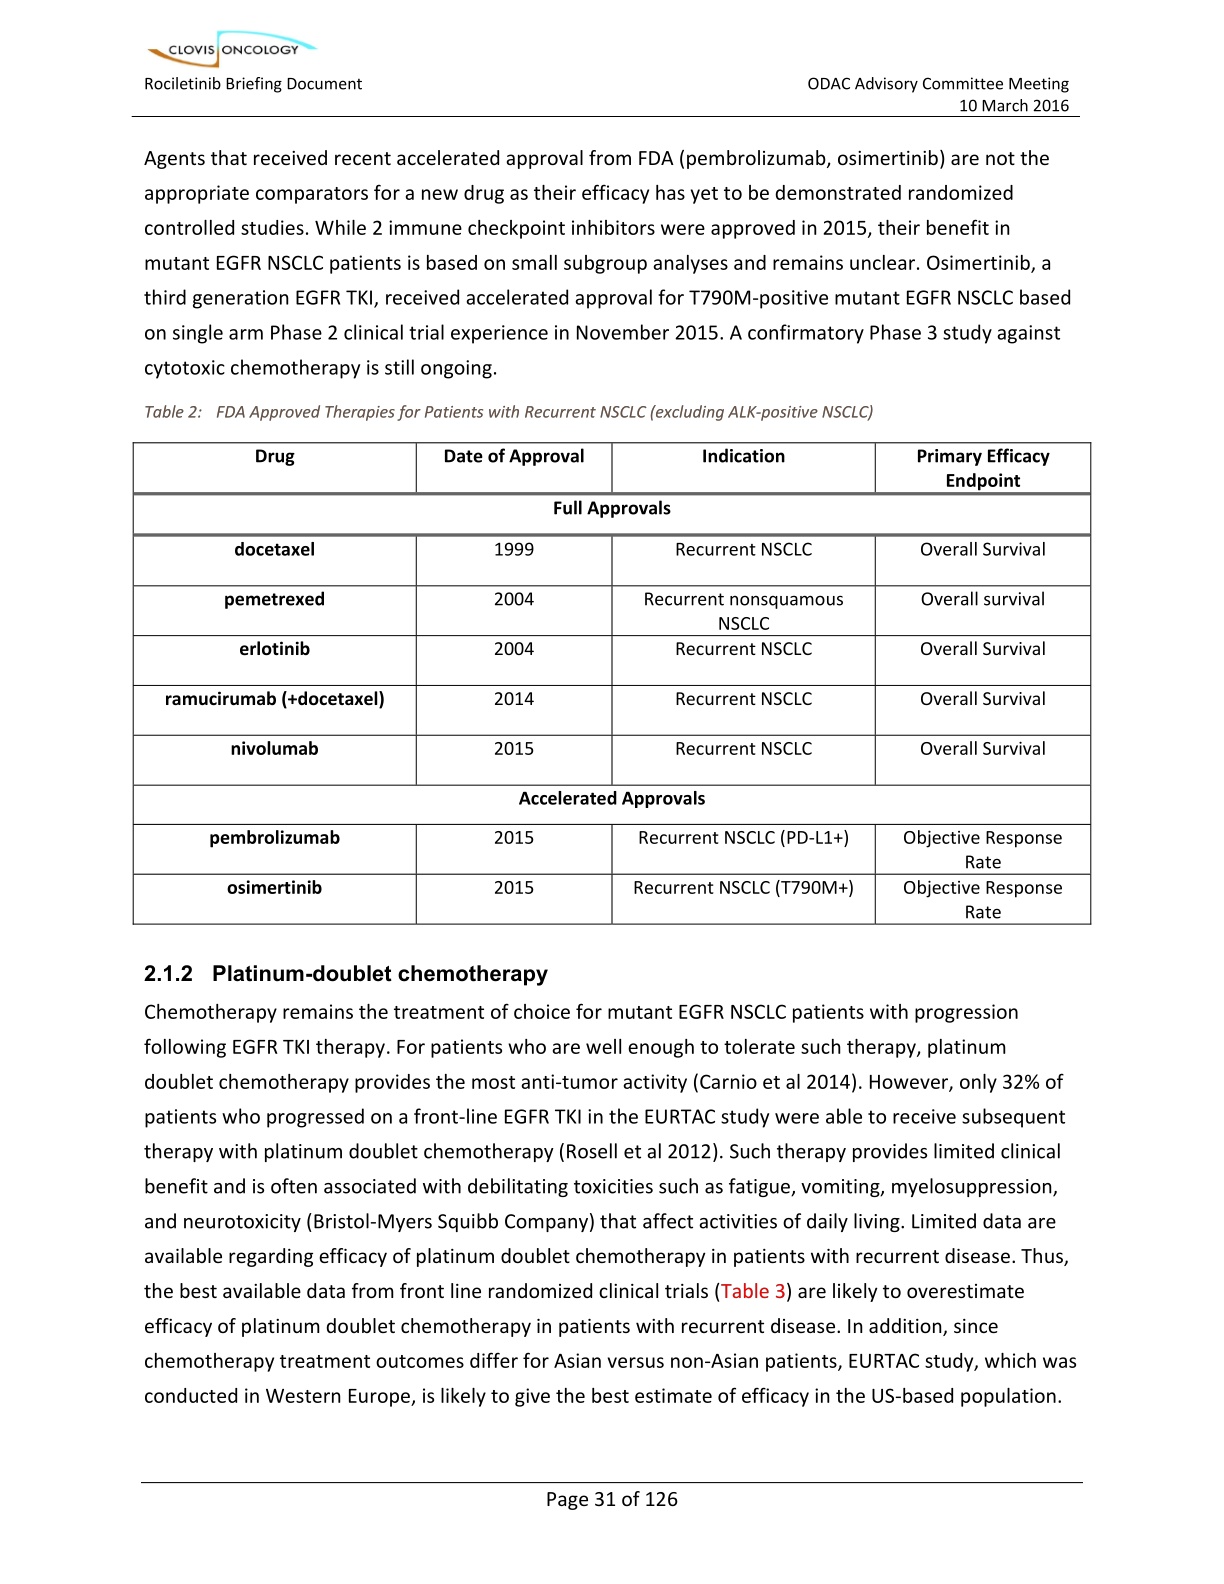 CLOVIS ONCOLOGY
Rociletinib Briefing Document
ODAC Advisory Committee Meeting
10 March 2016
Agents that received recent accelerated approval from FDA (pembrolizumab, osimertinib) are not the
appropriate comparators for a new drug as their efficacy has yet to be demonstrated randomized
controlled studies. While 2 immune checkpoint inhibitors were approved in 2015, their benefit in
mutant EGFR NSCLC patients is based on small subgroup analyses and remains unclear. Osimertinib, a
third generation EGFR TKI, received accelerated approval for T790M-positive mutant EGFR NSCLC based
on single arm Phase 2 clinical trial experience in November 2015. A confirmatory Phase 3 study against
cytotoxic chemotherapy is still ongoing.
Table 2: FDA Approved Therapies for Patients with Recurrent NSCLC (excluding ALK-positive NSCLC)
Drug Date of Approval Indication Primary Efficacy
Endpoint
Full Approvals
docetaxel 1999 Recurrent NSCLC Overall Survival
pemetrexed 2004 Recurrent nonsquamous Overall survival
NSCLC
erlotinib 2004 Recurrent NSCLC Overall Survival
ramucirumab (+docetaxel) 2014 Recurrent NSCLC Overall Survival
nivolumab 2015 Recurrent NSCLC Overall Survival
Accelerated Approvals
pembrolizumab 2015 Recurrent NSCLC (PD-L1+) Objective Response
Rate
osimertinib 2015 Recurrent NSCLC (T790M+) Objective Response
Rate
2.1.2 Platinum-doublet chemotherapy
Chemotherapy remains the treatment of choice for mutant EGFR NSCLC patients with progression
following EGFR TKI therapy. For patients who are well enough to tolerate such therapy, platinum
doublet chemotherapy provides the most anti-tumor activity (Carnio et al 2014). However, only 32% of
patients who progressed on a front-line EGFR TKI in the EURTAC study were able to receive subsequent
therapy with platinum doublet chemotherapy (Rosell et al 2012). Such therapy provides limited clinical
benefit and is often associated with debilitating toxicities such as fatigue, vomiting, myelosuppression,
and neurotoxicity (Bristol-Myers Squibb Company) that affect activities of daily living. Limited data are
available regarding efficacy of platinum doublet chemotherapy in patients with recurrent disease. Thus,
the best available data from front line randomized clinical trials (Table 3) are likely to overestimate
efficacy of platinum doublet chemotherapy in patients with recurrent disease. In addition, since
chemotherapy treatment outcomes differ for Asian versus non-Asian patients, EURTAC study, which was
conducted in Western Europe, is likely to give the best estimate of efficacy in the US-based population.
Page 31 of 126